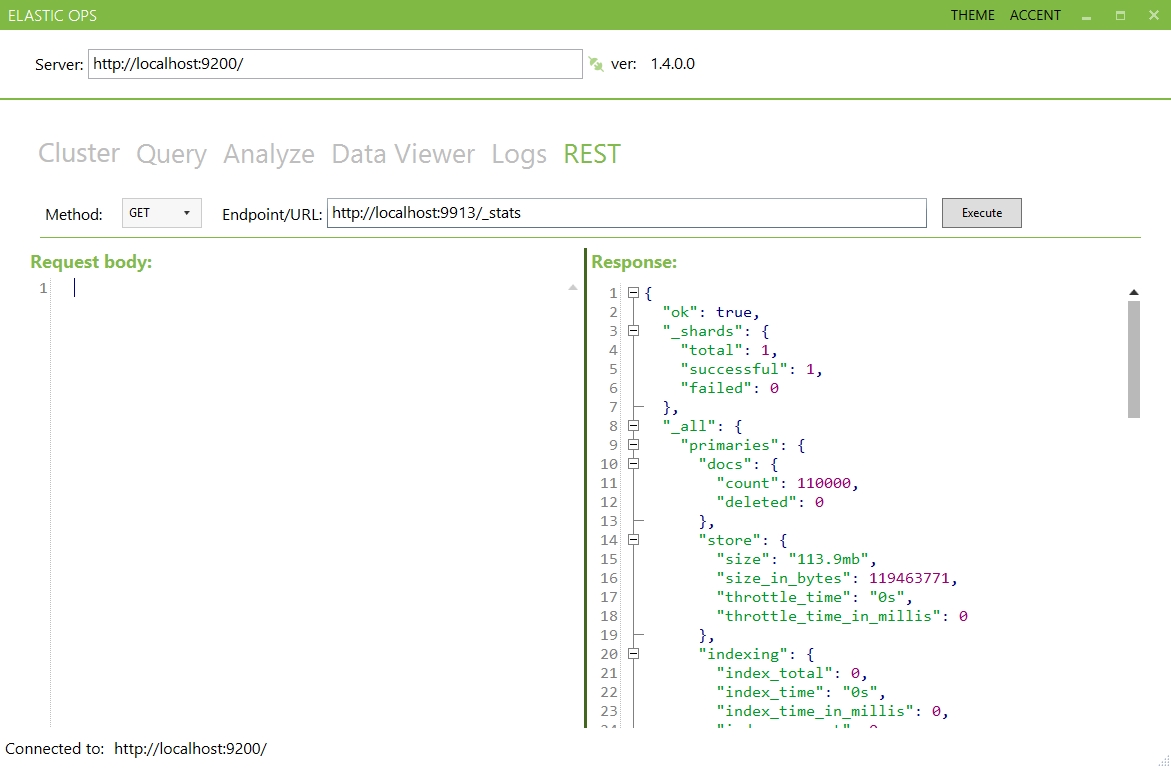 ELASTIC OPS THEME ACCENT
Server: http://localhost:9200/ ver: 1.4.0.0
Cluster Query Analyze Data Viewer Logs REST
Method: GET Endpoint/URL: http://localhost:9913/_stats Execute
Request body:
1
Response:
1 {
2 "ok": true,
3 "_shards": {
4 "total": 1,
5 "successful": 1,
6 "failed": 0
7 },
8 "_all": {
9 "primaries": {
10 "docs": {
11 "count": 110000,
12 "deleted": 0
13 },
14 "store": {
15 "size": "113.9mb",
16 "size_in_bytes": 119463771,
17 "throttle_time": "0s",
18 "throttle_time_in_millis": 0
19 },
20 "indexing": {
21 "index_total": 0,
22 "index_time": "0s",
23 "index_time_in_millis": 0,
Connected to: http://localhost:9200/